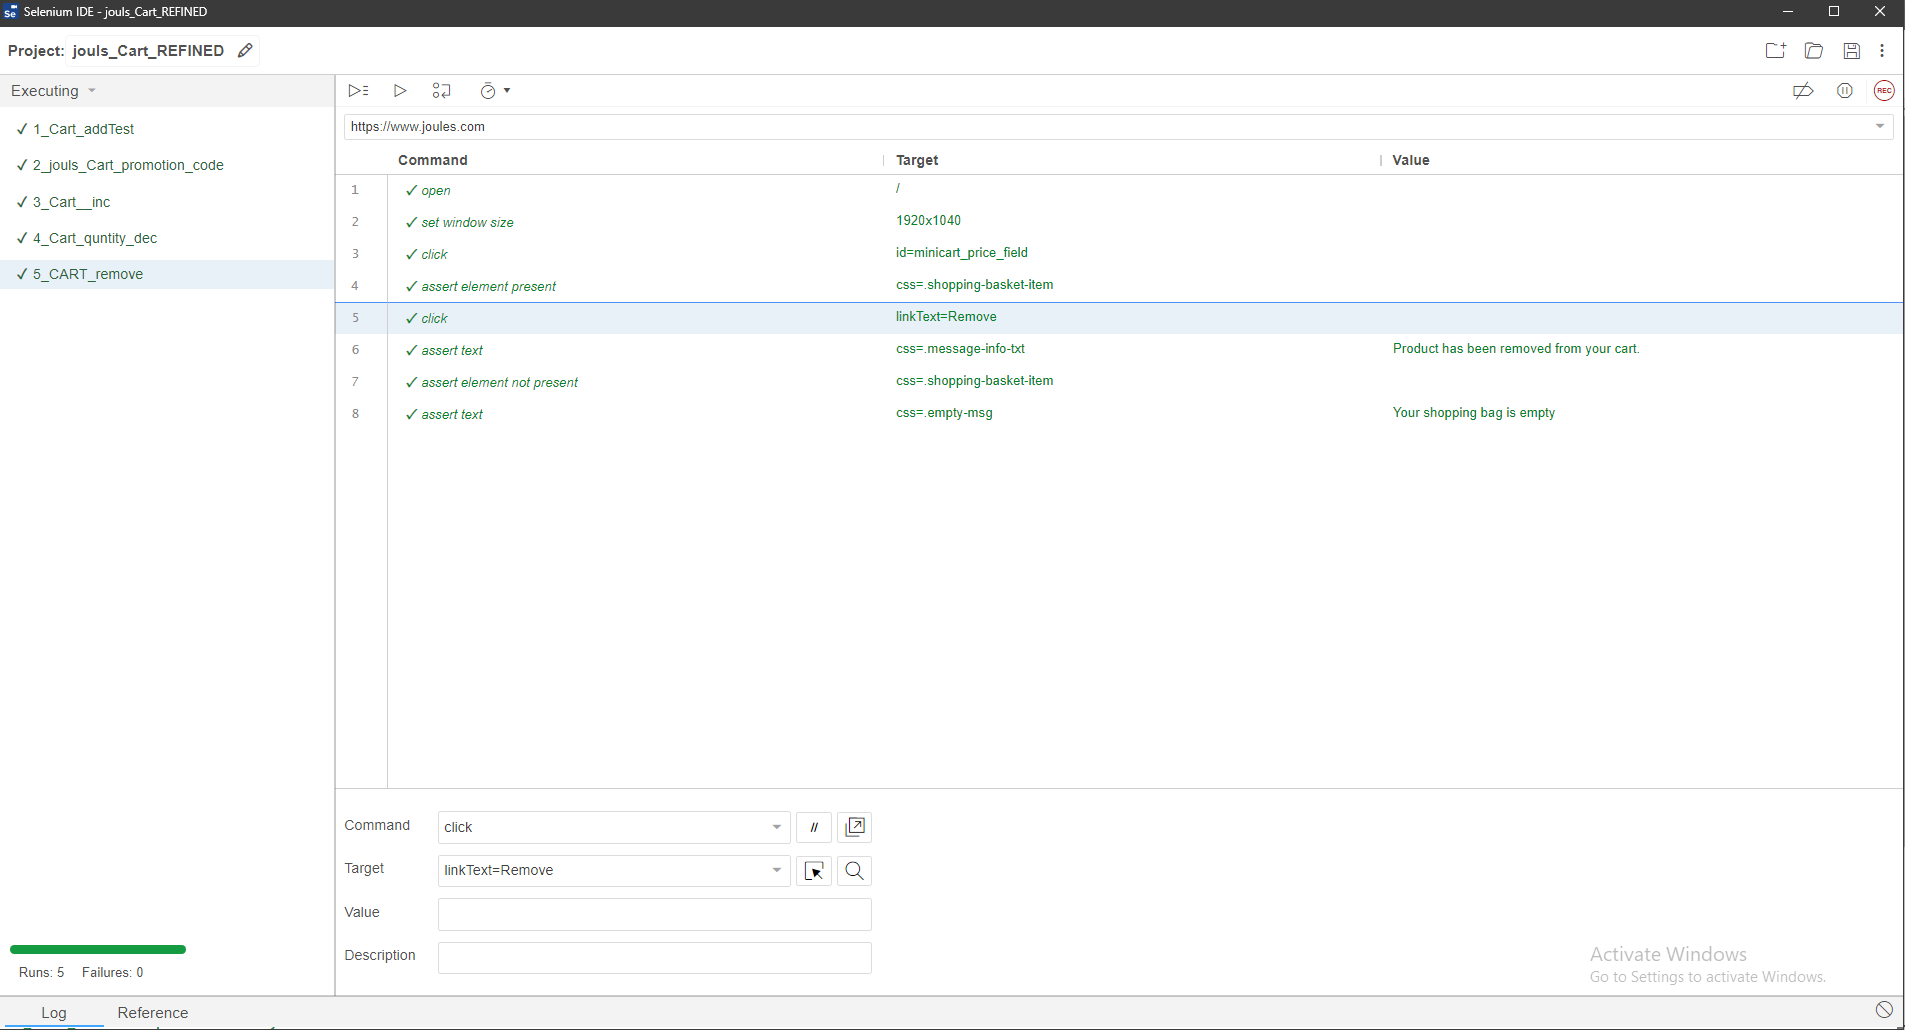 Selenium IDE - jouls_Cart_REFINED
Project: jouls_Cart_REFINED
Executing
1_Cart_addTest
2_jouls_Cart_promotion_code
3_Cart__inc
4_Cart_quntity_dec
5_CART_remove
REC
https://www.joules.com
Command Target Value
1 open /
2 set window size 1920x1040
3 click id=minicart_price_field
4 assert element present css=.shopping-basket-item
5 click linkText=Remove
6 assert text css=.message-info-txt Product has been removed from your cart.
7 assert element not present css=.shopping-basket-item
8 assert text css=.empty-msg Your shopping bag is empty
Command click //
Target linkText=Remove
Value
Description
Runs: 5 Failures: 0
Activate Windows
Go to Settings to activate Windows.
Log Reference